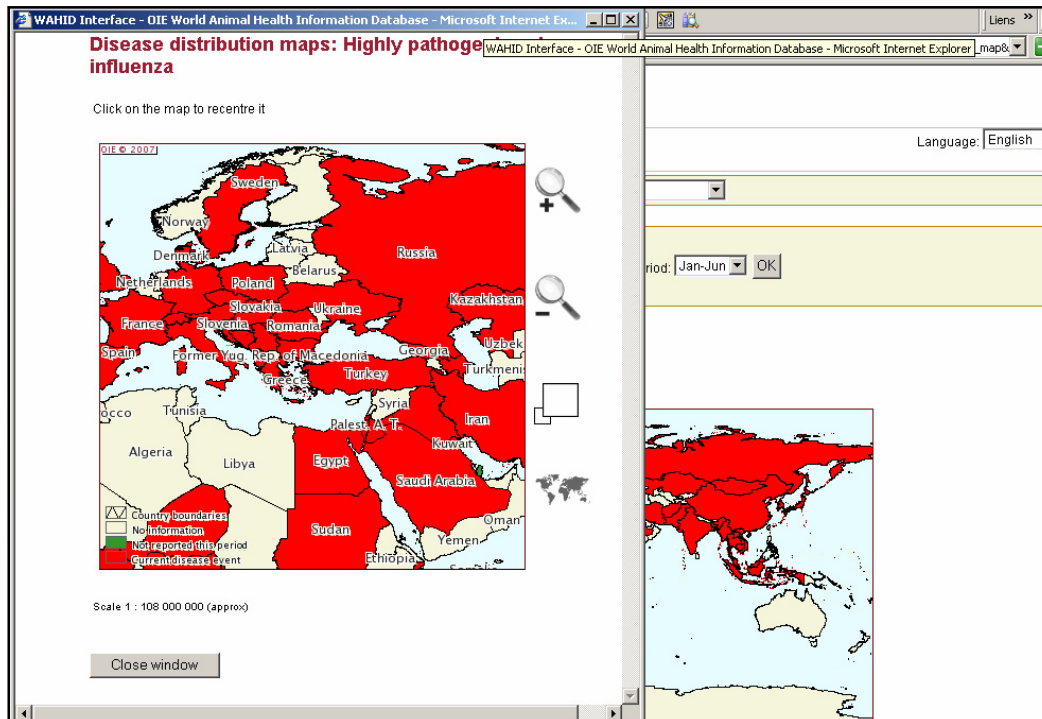 WAHID Interface - OIE World Animal Health Information Database - Microsoft Internet Ex...
Liens »
Disease distribution maps: Highly
influenza
WAHID Interface - OIE World Animal Health Information Database - Microsoft Internet Explorer
_map&
Click on the map to recentre it
Language: English
OIE © 2007
Sweden
Norway
Russia
Denmark
Latvia
Belarus
Netherlands
Poland
Slovakia
Ukraine
Kazakhstan
France
Slovenia
Romania
Spain
Former Yug. Rep. of Macedonia
Georgia
Uzbek
Greece
Turkey
Turkmenis
occo
Tunisia
Syria
Palest. A. T.
Iran
Algeria
Libya
Egypt
Kuwait
Saudi Arabia
Oman
Sudan
Yemen
Ethiopia
Country boundaries
No information
Not reported this period
Current disease event
riod: Jan-Jun OK
Scale 1 : 108 000 000 (approx)
Close window